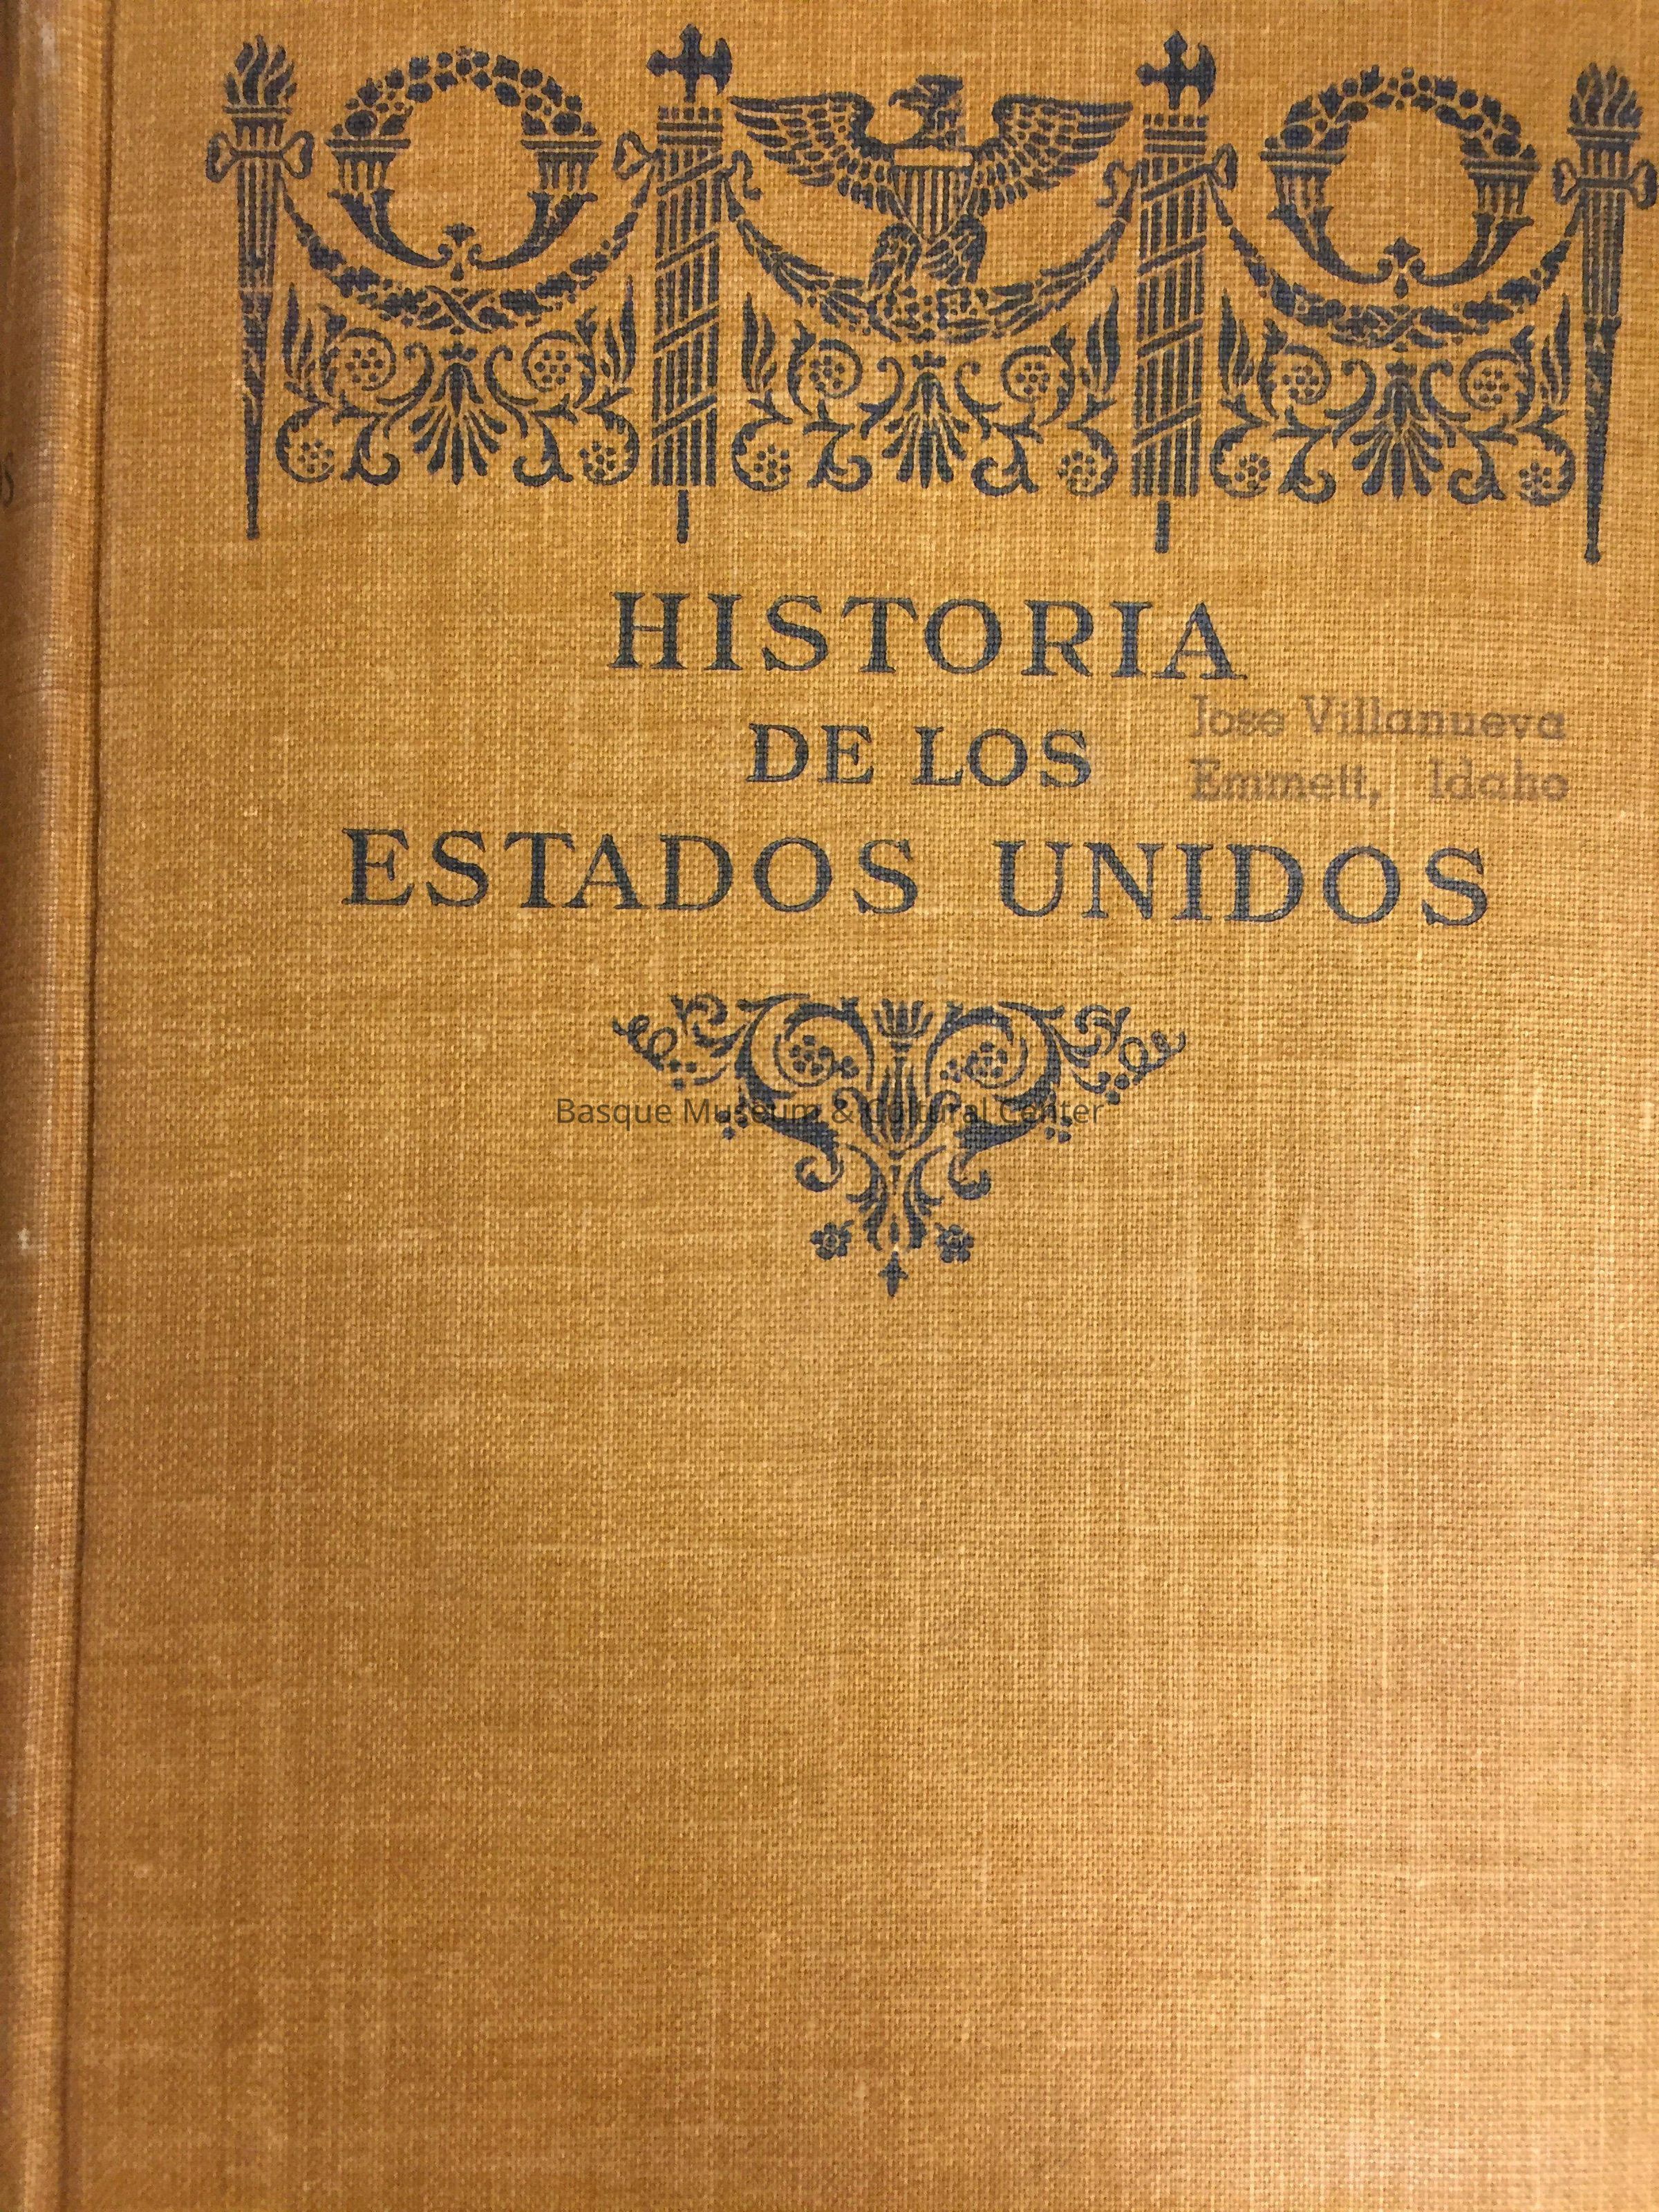 HISTORIA
Jose Villanueva
DE LOS
Emmett, Idaho
ESTADOS UNIDOS
Basque Museum & Cultural Center